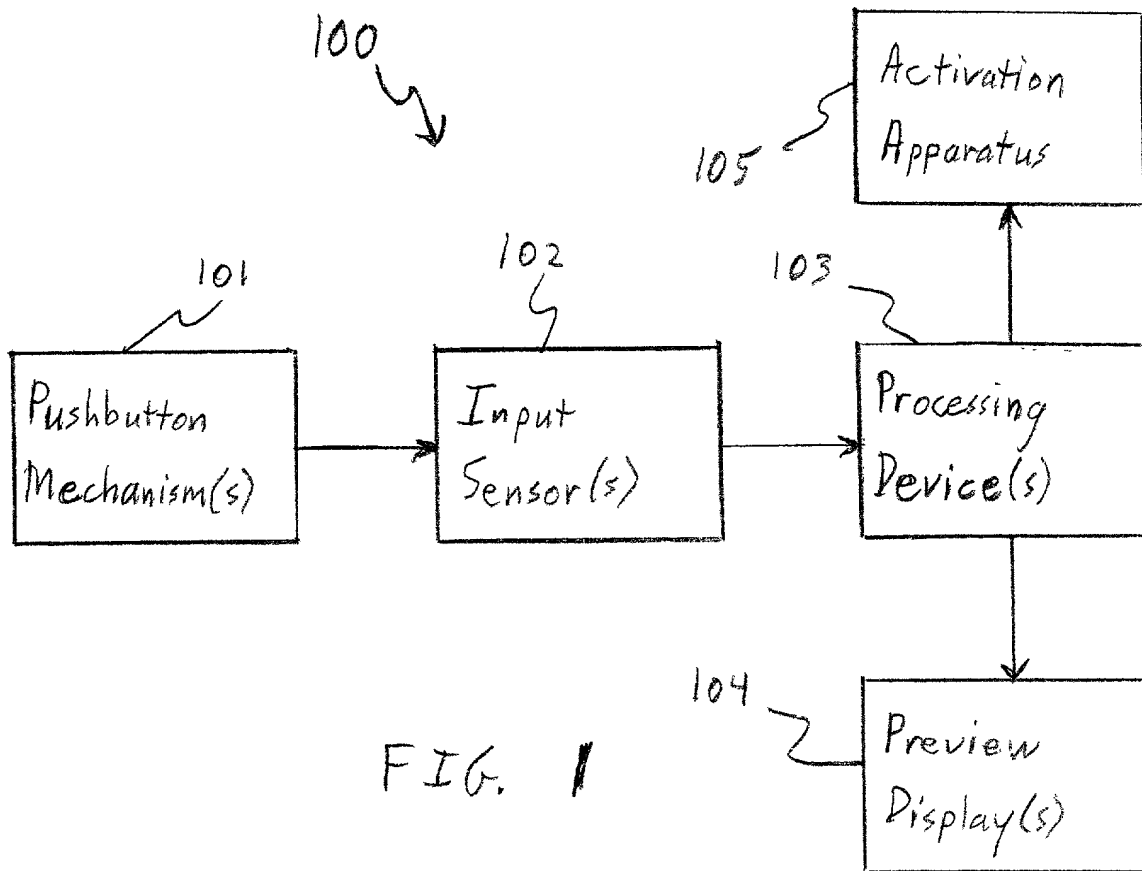 100
Activation
Apparatus
105
101
102
103
Pushbutton
Mechanism(s)
Input
Sensor(s)
Processing
Device(s)
104
Preview
Display(s)
FIG. 1